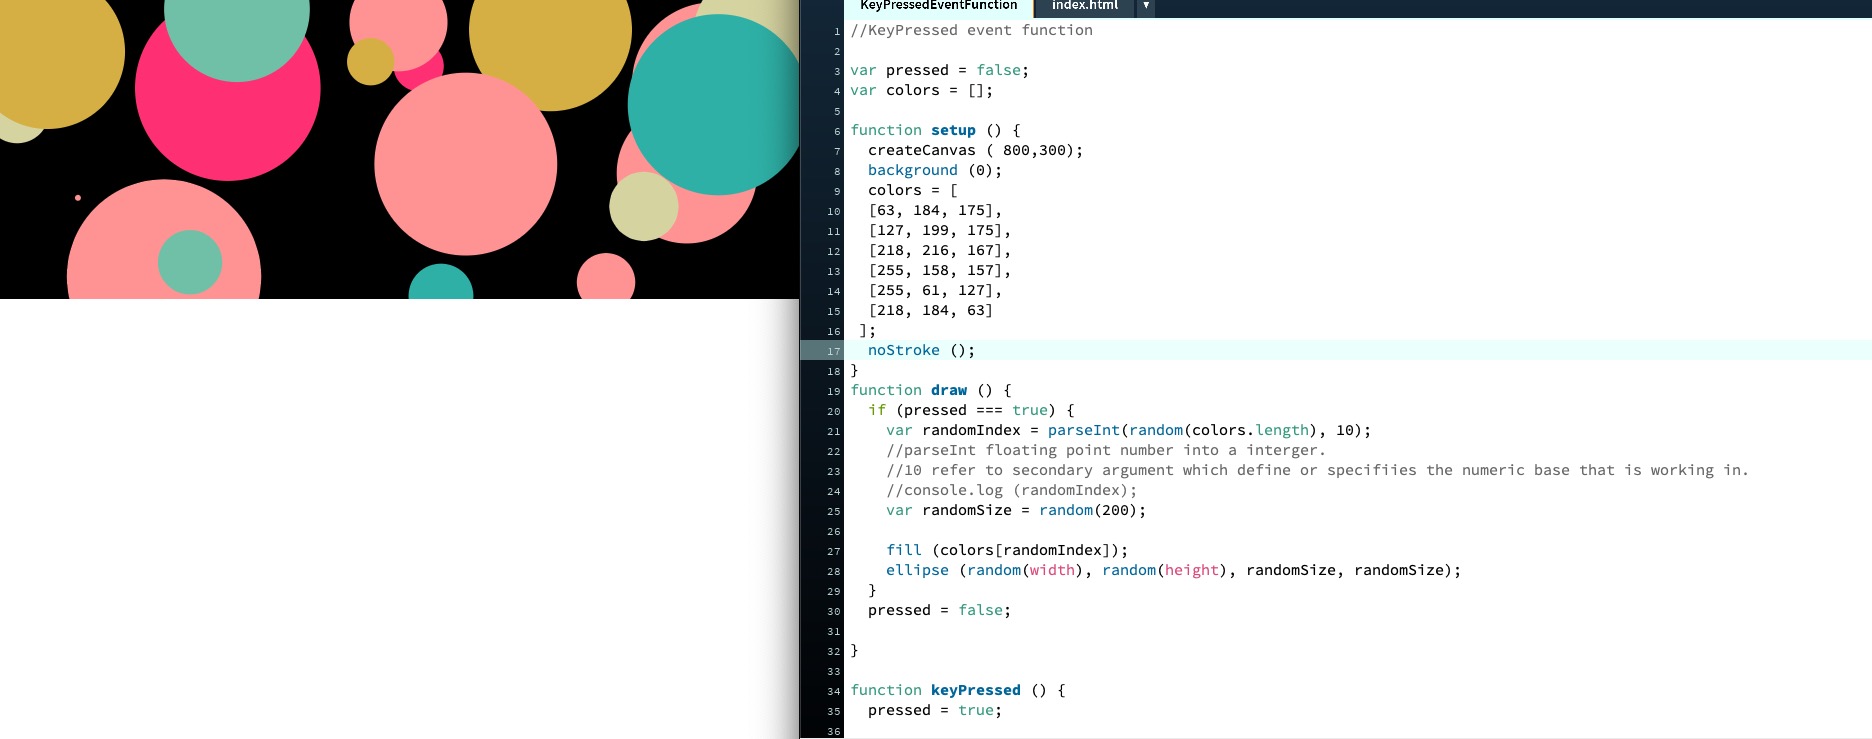 KeyPressedEventFunction index.html ▼
1 //KeyPressed event function
2
3 var pressed = false;
4 var colors = [];
5
6 function setup () {
7 createCanvas ( 800,300);
8 background (0);
9 colors = [
10 [63, 184, 175],
11 [127, 199, 175],
12 [218, 216, 167],
13 [255, 158, 157],
14 [255, 61, 127],
15 [218, 184, 63]
16 ];
17 noStroke ();
18 }
19 function draw () {
20 if (pressed === true) {
21 var randomIndex = parseInt(random(colors.length), 10);
22 //parseInt floating point number into a interger.
23 //10 refer to secondary argument which define or specifiies the numeric base that is working in.
24 //console.log (randomIndex);
25 var randomSize = random(200);
26
27 fill (colors[randomIndex]);
28 ellipse (random(width), random(height), randomSize, randomSize);
29 }
30 pressed = false;
31
32 }
33
34 function keyPressed () {
35 pressed = true;
36